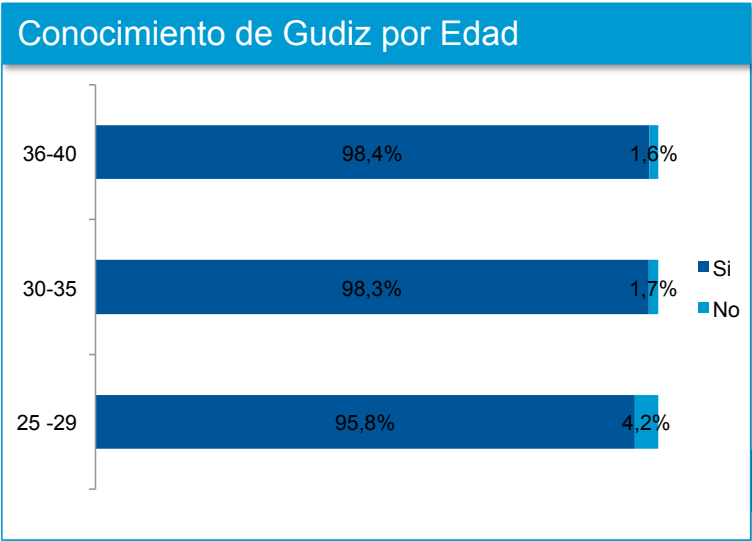 Conocimiento de Gudiz por Edad
36-40 98,4% 1,6%
30-35 98,3% 1,7%
Si
No
25 -29 95,8% 4,2%